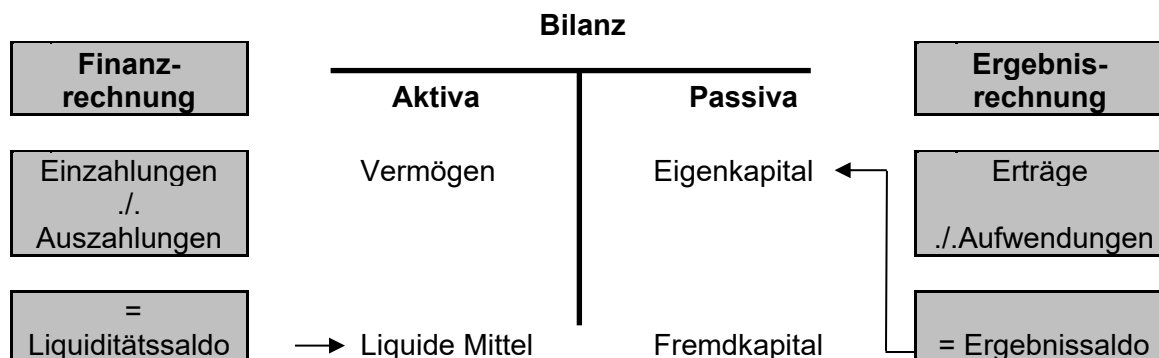 Bilanz
Finanz-
rechnung
Aktiva
Passiva
Ergebnis-
rechnung
Einzahlungen
./.
Auszahlungen
Vermögen
Eigenkapital
Erträge
./.Aufwendungen
=
Liquiditätssaldo
Liquide Mittel
Fremdkapital
= Ergebnissaldo